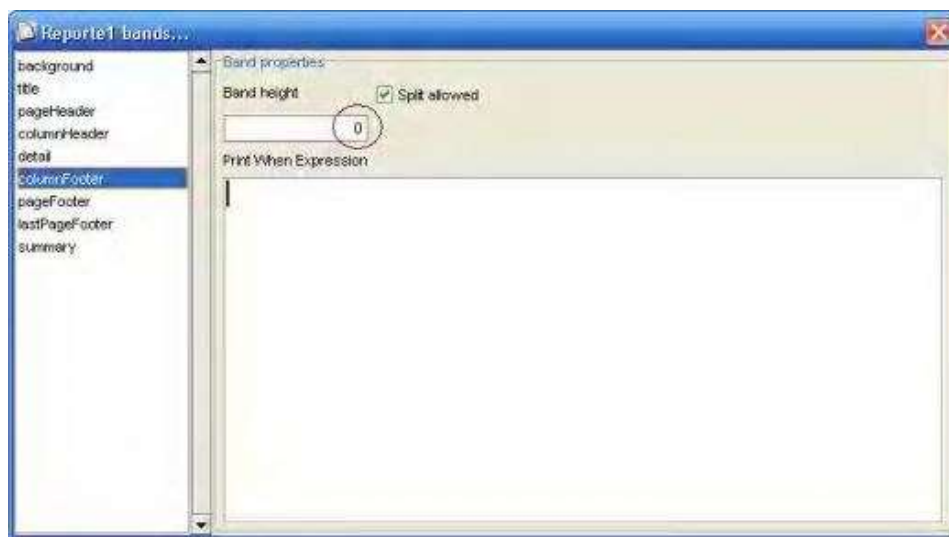 Reporte1 bands...
background
title
pageHeader
columnHeader
detail
columnFooter
pageFooter
lastPageFooter
summary
Band properties
Band height
Split allowed
0
Print When Expression